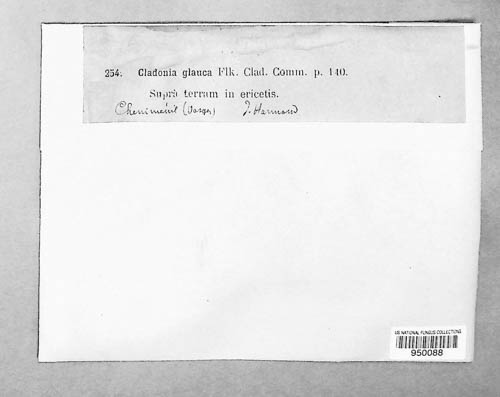 254. Cladonia glauca Flk. Clad. Comm. p. 140.
Suprà terram in ericetis.
Cheniménil (Vosges) J. Harmand
US NATIONAL FUNGUS COLLECTIONS
950088